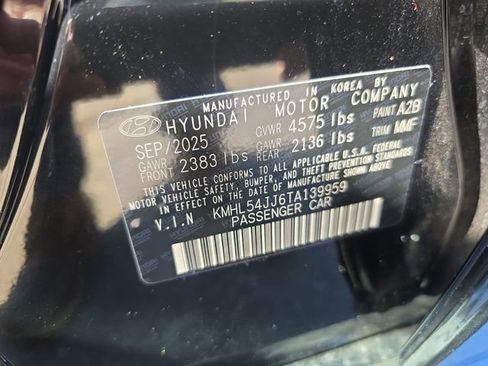 MANUFACTURED IN KOREA BY
HYUNDAI MOTOR COMPANY
SEP/2025 GVWR 4575 lbs PAINT A2B
GAWR FRONT 2383 lbs GAWR REAR 2136 lbs TRIM MMF
THIS VEHICLE CONFORMS TO ALL APPLICABLE U.S.A. FEDERAL
MOTOR VEHICLE SAFETY, BUMPER, AND THEFT PREVENTION STANDARDS
IN EFFECT ON THE DATE OF MANUFACTURE SHOWN ABOVE.
V.I.N KMHL54JJ6TA139959
PASSENGER CAR